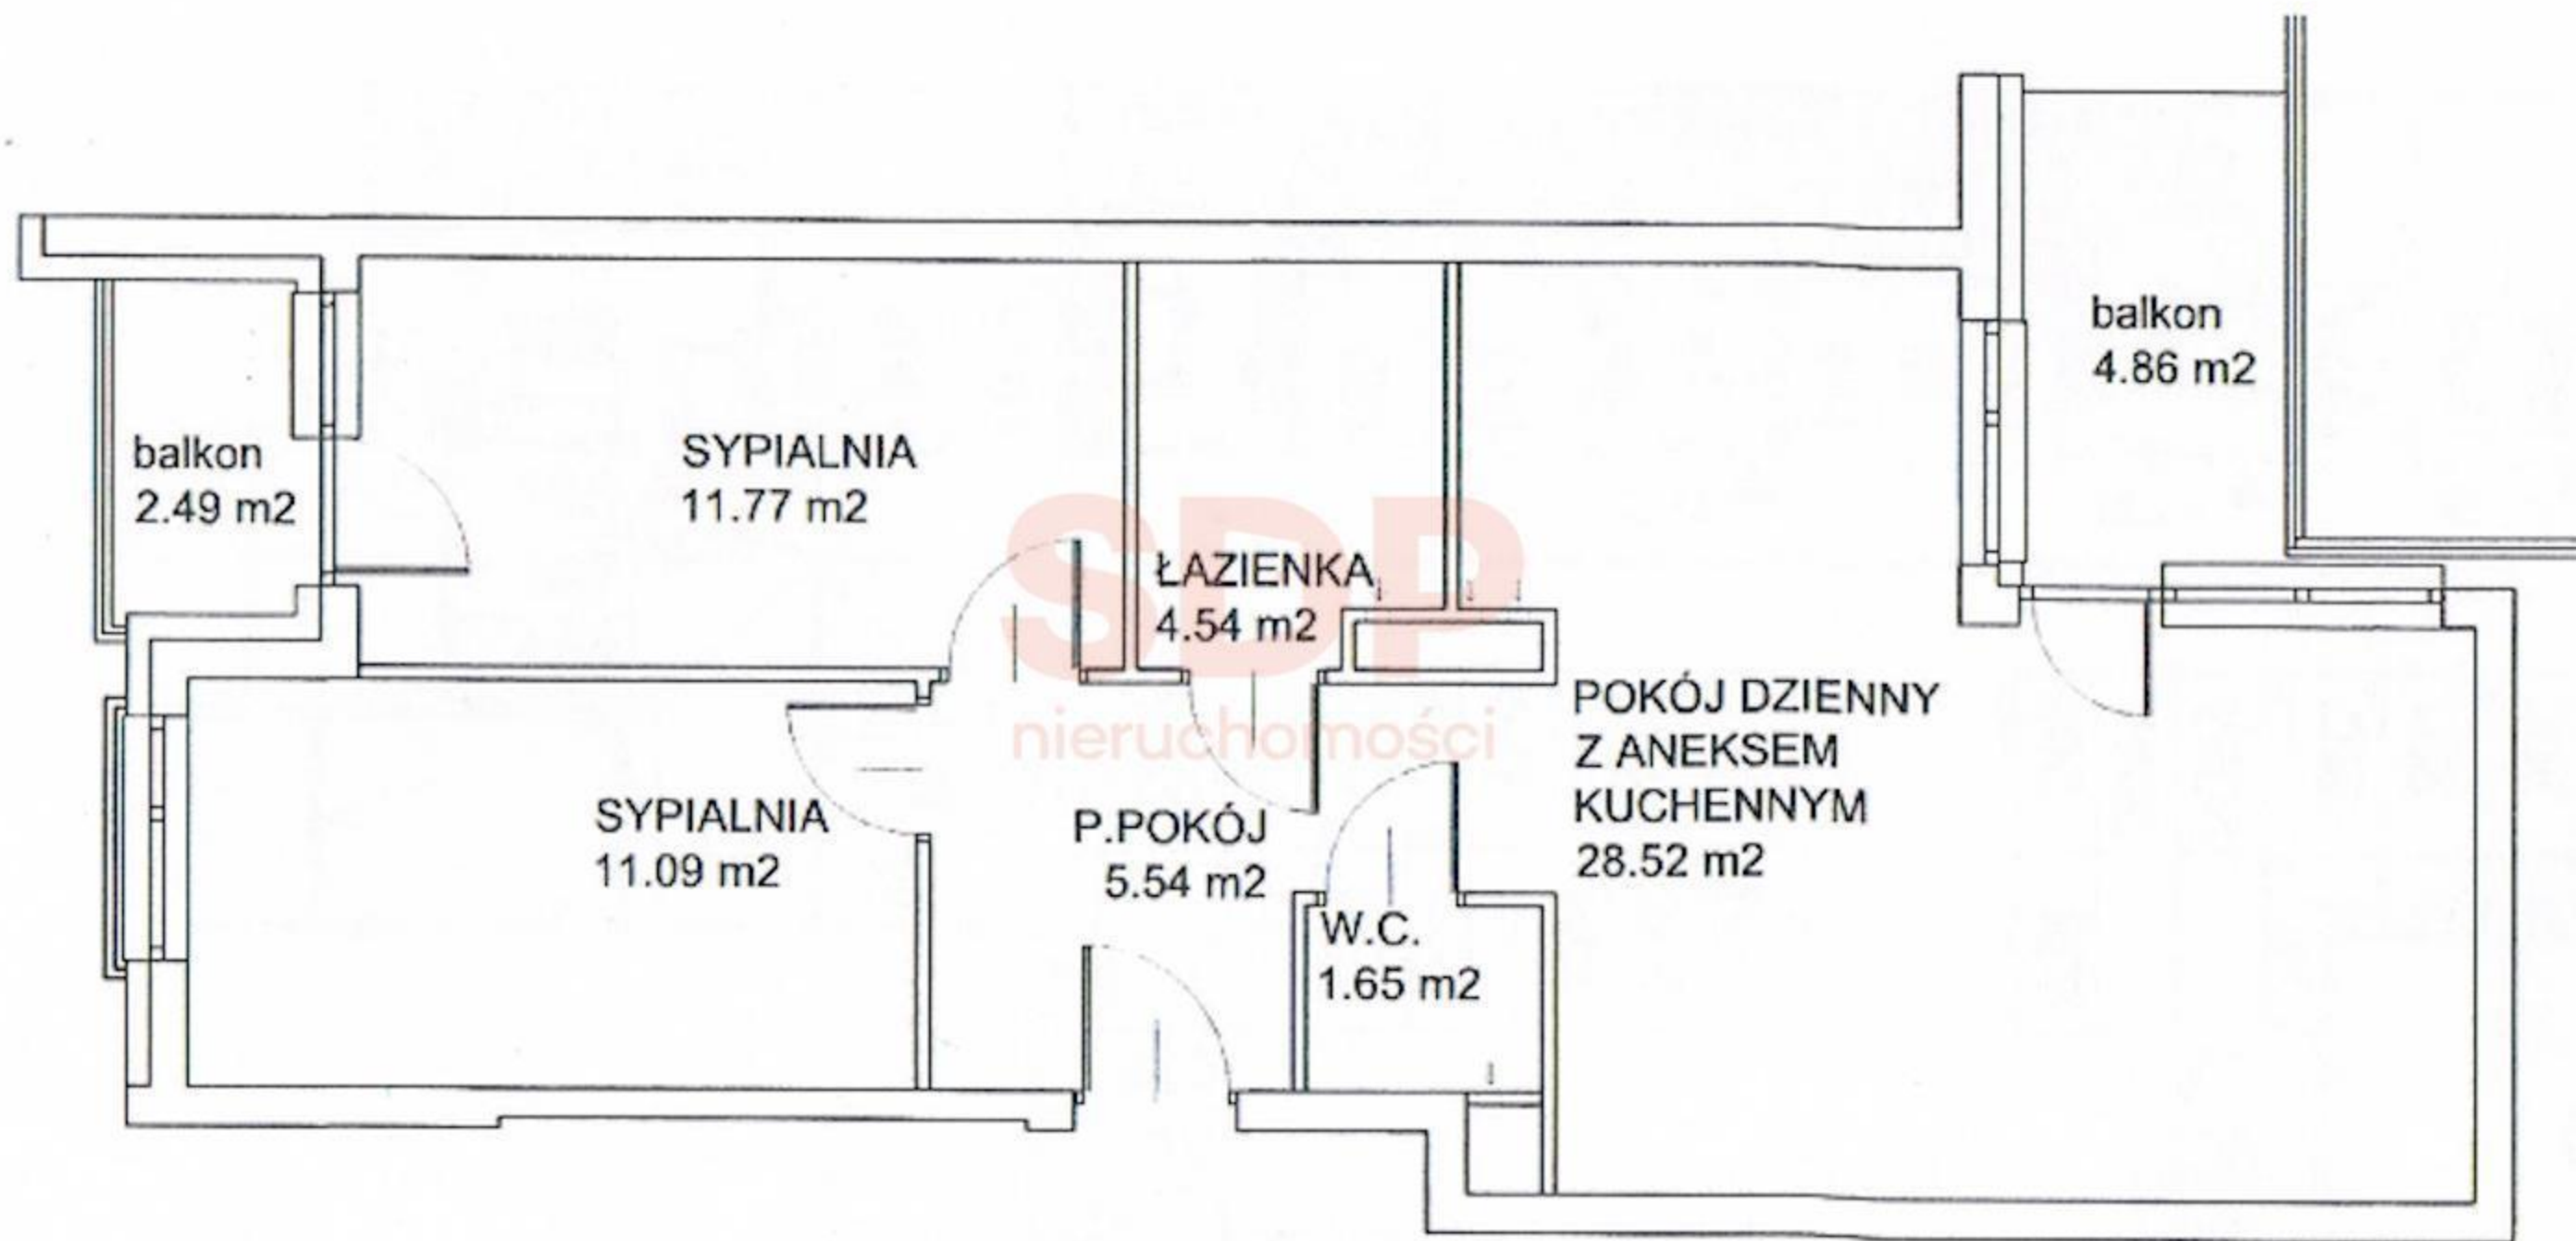 balkon
2.49 m2
SYPIALNIA
11.77 m2
ŁAZIENKA
4.54 m2
balkon
4.86 m2
SDP
nieruchomości
SYPIALNIA
11.09 m2
P.POKÓJ
5.54 m2
W.C.
1.65 m2
POKÓJ DZIENNY
Z ANEKSEM
KUCHENNYM
28.52 m2